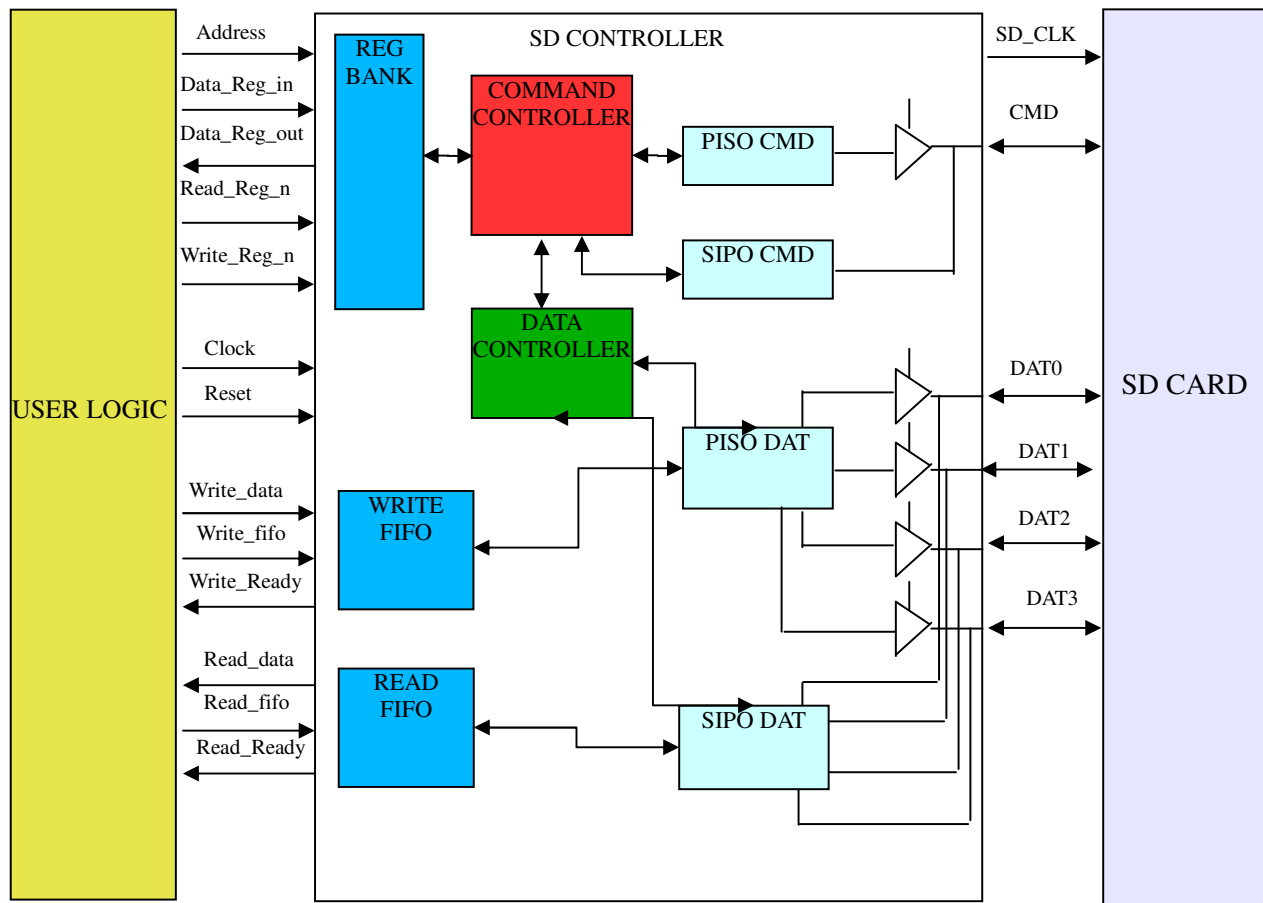 USER LOGIC
Address
Data_Reg_in
Data_Reg_out
Read_Reg_n
Write_Reg_n
Clock
Reset
Write_data
Write_fifo
Write_Ready
Read_data
Read_fifo
Read_Ready
SD CONTROLLER
REG
BANK
COMMAND
CONTROLLER
PISO CMD
SIPO CMD
DATA
CONTROLLER
PISO DAT
WRITE
FIFO
READ
FIFO
SIPO DAT
SD_CLK
CMD
DAT0
DAT1
DAT2
DAT3
SD CARD